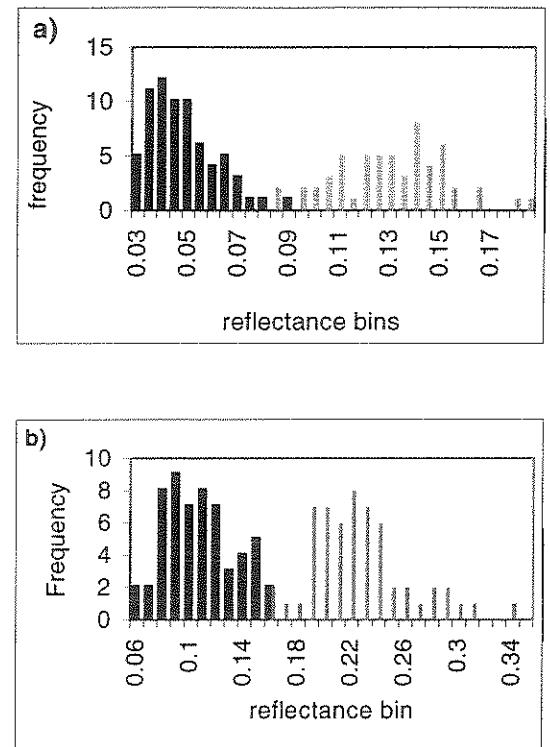 a)
15
10
5
0
frequency
0.03 0.05 0.07 0.09 0.11 0.13 0.15 0.17
reflectance bins
b)
10
8
6
4
2
0
Frequency
0.06 0.1 0.14 0.18 0.22 0.26 0.3 0.34
reflectance bin